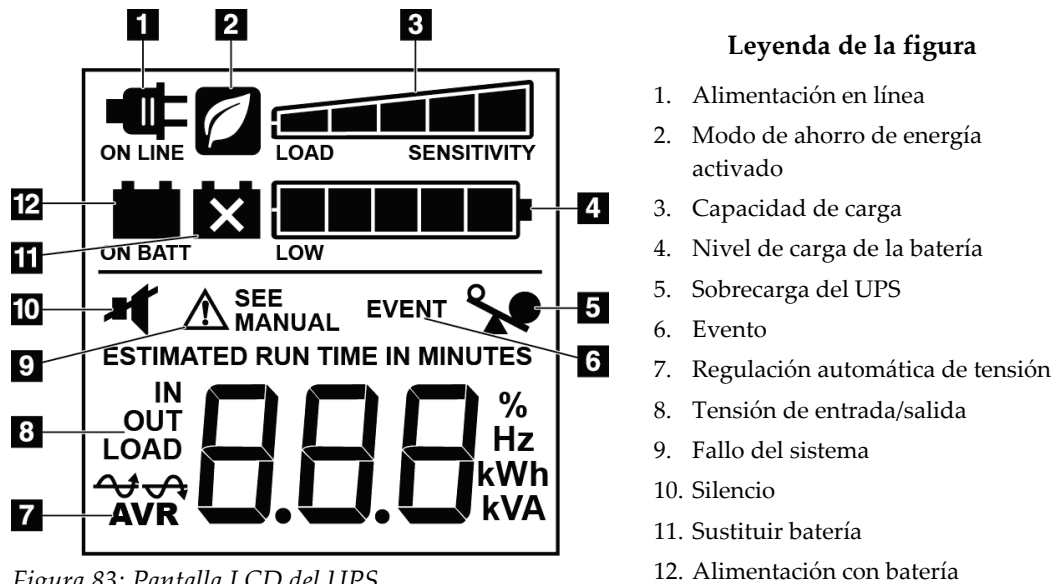 1 2 3
ON LINE LOAD SENSITIVITY
12 4
11
ON BATT LOW
10 SEE MANUAL EVENT 5
9 6
ESTIMATED RUN TIME IN MINUTES
IN %
8 OUT Hz
LOAD kWh
7 AVR 8.8.8 kVA
Figura 83: Pantalla LCD del UPS
Leyenda de la figura
1. Alimentación en línea
2. Modo de ahorro de energía
activado
3. Capacidad de carga
4. Nivel de carga de la batería
5. Sobrecarga del UPS
6. Evento
7. Regulación automática de tensión
8. Tensión de entrada/salida
9. Fallo del sistema
10. Silencio
11. Sustituir batería
12. Alimentación con batería